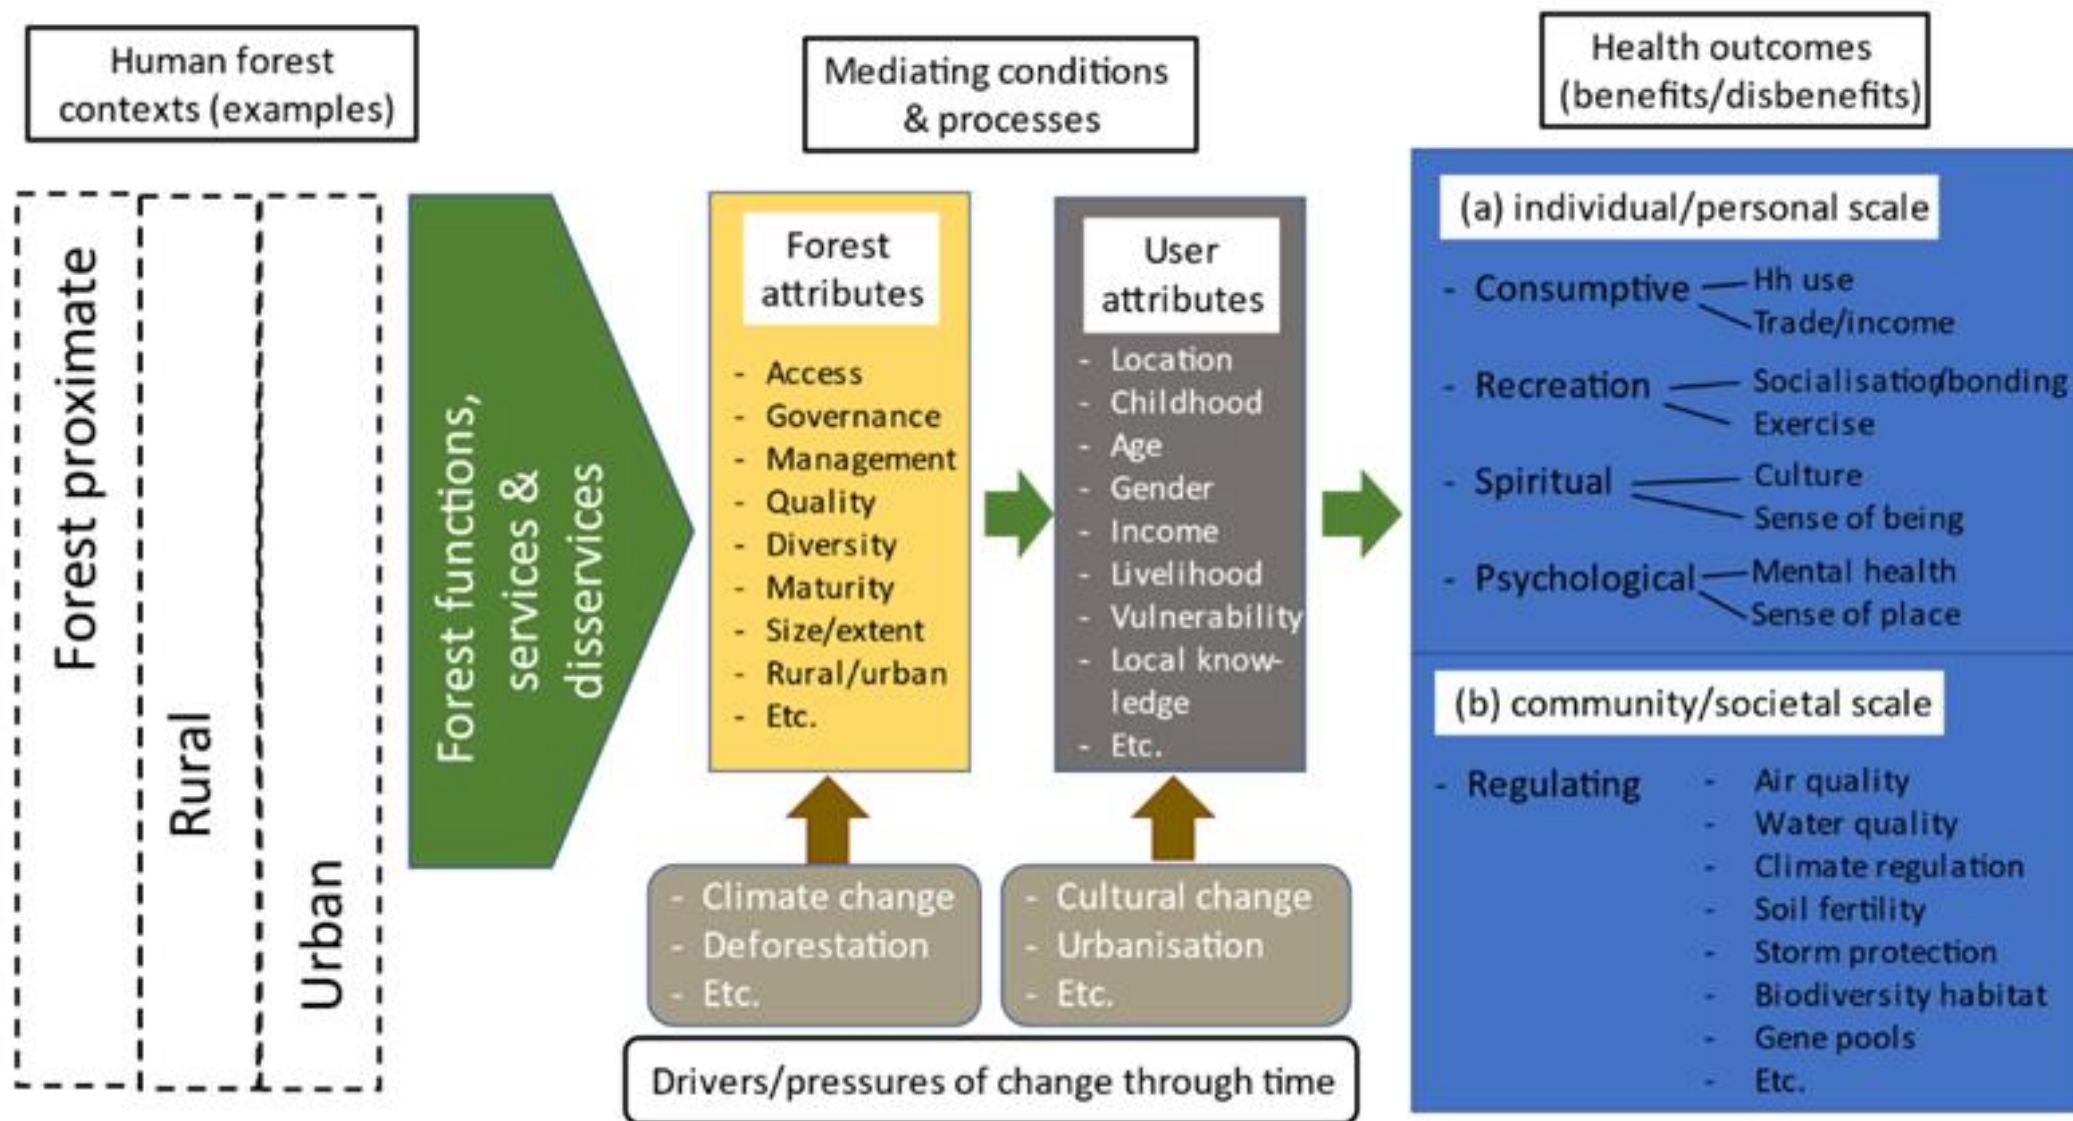 Human forest
contexts (examples)
Mediating conditions
& processes
Health outcomes
(benefits/disbenefits)
Forest proximate
Rural
Urban
Forest functions,
services &
disservices
Forest
attributes
- Access
- Governance
- Management
- Quality
- Diversity
- Maturity
- Size/extent
- Rural/urban
- Etc.
User
attributes
- Location
- Childhood
- Age
- Gender
- Income
- Livelihood
- Vulnerability
- Local know-
ledge
- Etc.
(a) individual/personal scale
- Consumptive
Hh use
Trade/income
- Recreation
Socialisation/bonding
Exercise
- Spiritual
Culture
Sense of being
- Psychological
Mental health
Sense of place
(b) community/societal scale
- Regulating
- Air quality
- Water quality
- Climate regulation
- Soil fertility
- Storm protection
- Biodiversity habitat
- Gene pools
- Etc.
- Climate change
- Deforestation
- Etc.
- Cultural change
- Urbanisation
- Etc.
Drivers/pressures of change through time